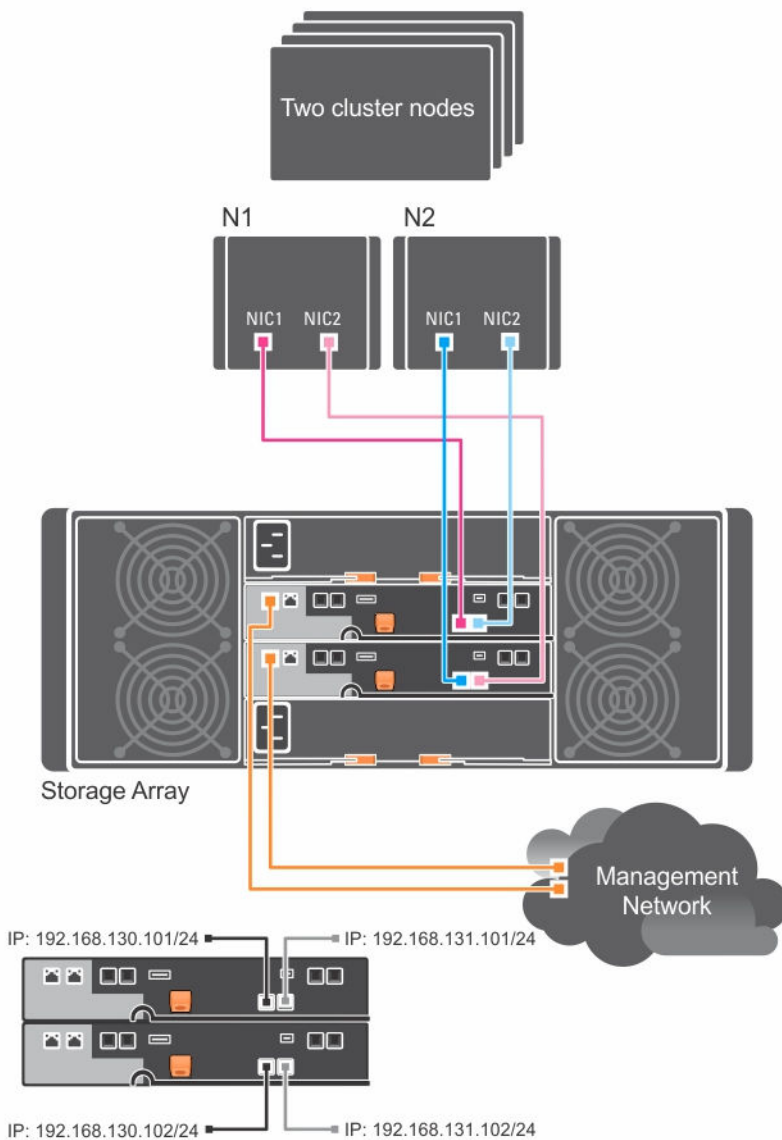 Two cluster nodes
N1
N2
NIC1
NIC2
NIC1
NIC2
Storage Array
Management
Network
IP: 192.168.130.101/24
IP: 192.168.131.101/24
IP: 192.168.130.102/24
IP: 192.168.131.102/24